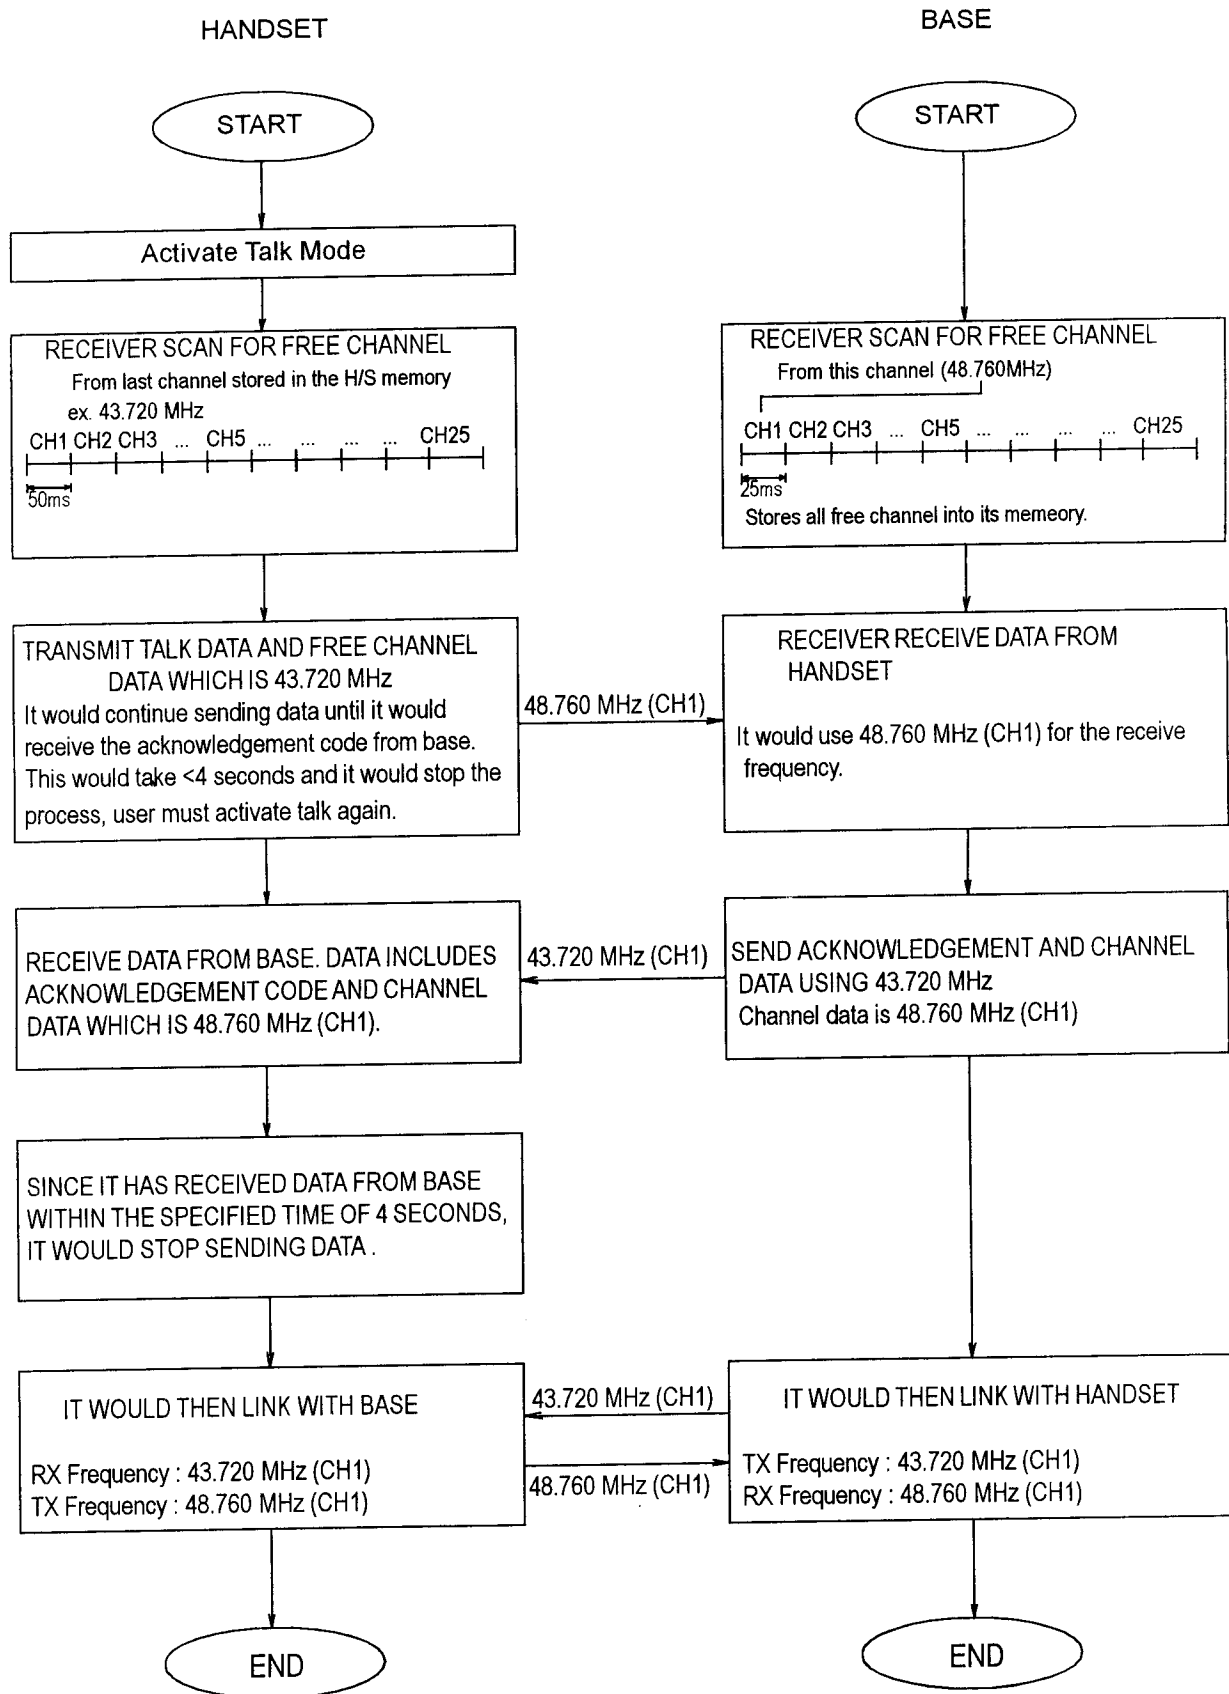 HANDSET
START
Activate Talk Mode
RECEIVER SCAN FOR FREE CHANNEL
From last channel stored in the H/S memory
ex. 43.720 MHz
CH1 CH2 CH3 ... CH5 ... ... ... ... CH25
50ms
TRANSMIT TALK DATA AND FREE CHANNEL
DATA WHICH IS 43.720 MHz
It would continue sending data until it would
receive the acknowledgement code from base.
This would take <4 seconds and it would stop the
process, user must activate talk again.
48.760 MHz (CH1)
RECEIVE DATA FROM BASE. DATA INCLUDES
ACKNOWLEDGEMENT CODE AND CHANNEL
DATA WHICH IS 48.760 MHz (CH1).
43.720 MHz (CH1)
SINCE IT HAS RECEIVED DATA FROM BASE
WITHIN THE SPECIFIED TIME OF 4 SECONDS,
IT WOULD STOP SENDING DATA .
IT WOULD THEN LINK WITH BASE
RX Frequency : 43.720 MHz (CH1)
TX Frequency : 48.760 MHz (CH1)
43.720 MHz (CH1)
48.760 MHz (CH1)
END
BASE
START
RECEIVER SCAN FOR FREE CHANNEL
From this channel (48.760MHz)
CH1 CH2 CH3 ... CH5 ... ... ... ... CH25
25ms
Stores all free channel into its memeory.
RECEIVER RECEIVE DATA FROM
HANDSET
It would use 48.760 MHz (CH1) for the receive
frequency.
SEND ACKNOWLEDGEMENT AND CHANNEL
DATA USING 43.720 MHz
Channel data is 48.760 MHz (CH1)
IT WOULD THEN LINK WITH HANDSET
TX Frequency : 43.720 MHz (CH1)
RX Frequency : 48.760 MHz (CH1)
END